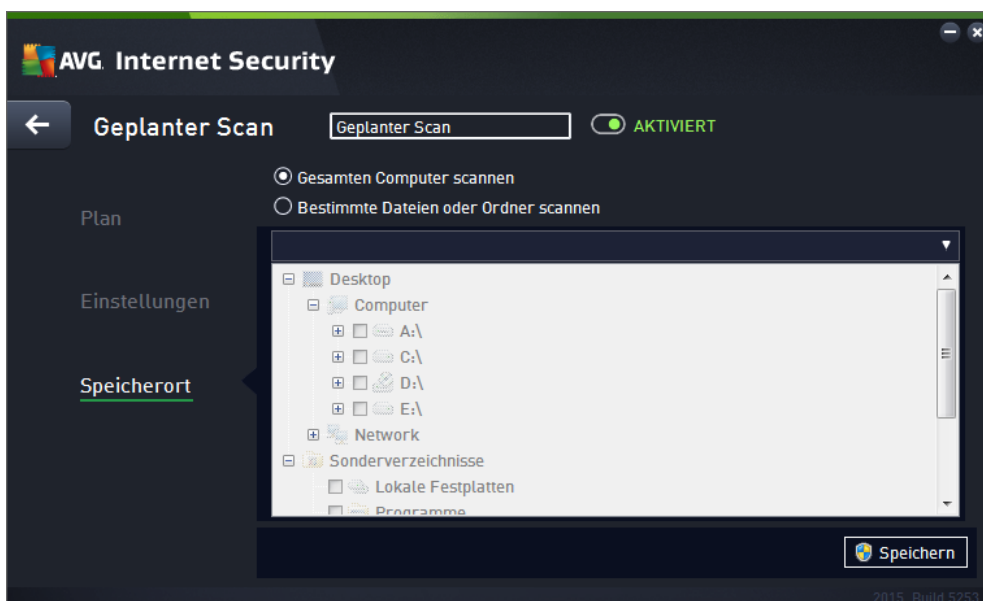 AVG Internet Security
Geplanter Scan
Geplanter Scan
AKTIVIERT
Gesamten Computer scannen
Bestimmte Dateien oder Ordner scannen
Plan
Einstellungen
Speicherort
Desktop
Computer
A:\
C:\
D:\
E:\
Network
Sonderverzeichnisse
Lokale Festplatten
Programme
Speichern
2015 Build 5253